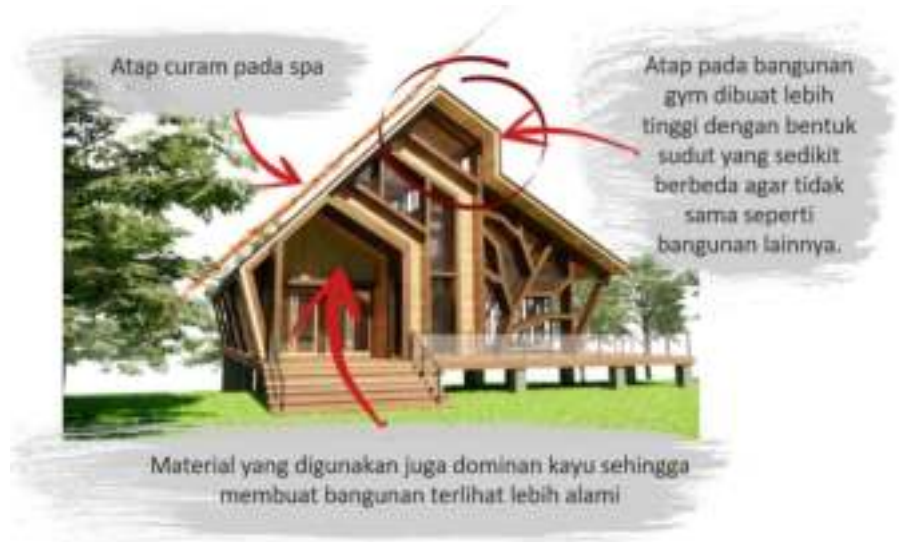 Atap curam pada spa
Atap pada bangunan
gym dibuat lebih
tinggi dengan bentuk
sudut yang sedikit
berbeda agar tidak
sama seperti
bangunan lainnya.
Material yang digunakan juga dominan kayu sehingga
membuat bangunan terlihat lebih alami